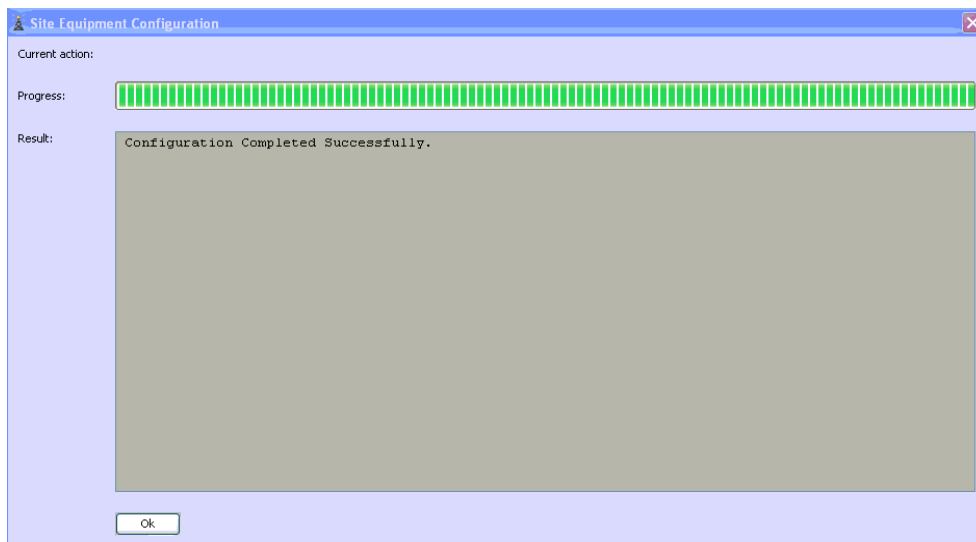 Site Equipment Configuration
Current action:
Progress:
Result:
Configuration Completed Successfully.
Ok